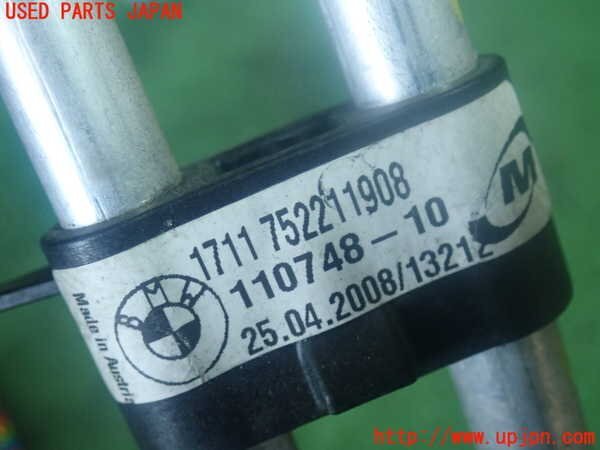 USED PARTS JAPAN
1711 752211908
110748-10
25.04.2008/13212
BMW
M
Made in Austria
http://www.upjpn.com